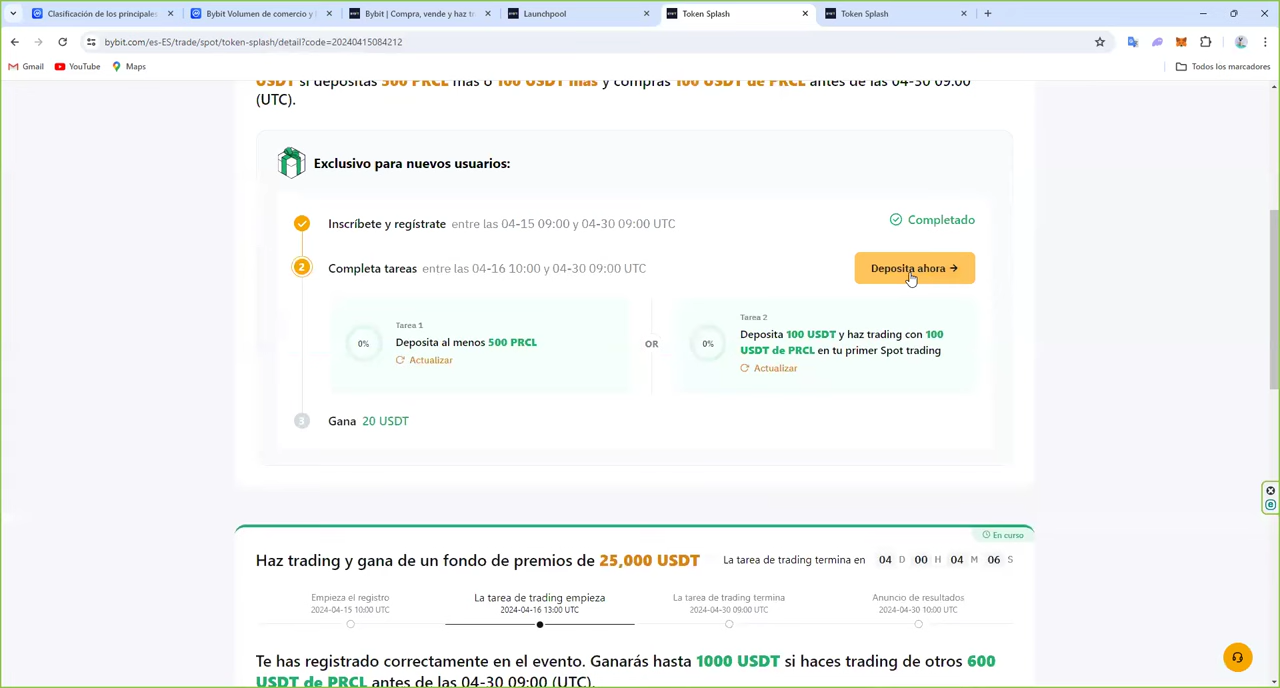 Clasificación de los principales
Bybit Volumen de comercio y
Bybit | Compra, vende y haz t
Launchpool
Token Splash
Token Splash
bybit.com/es-ES/trade/spot/token-splash/detail?code=20240415084212
Gmail
YouTube
Maps
Todos los marcadores
USDT si depositas 500 PRCL más o 100 USDT más y compras 100 USDT de PRCL antes de las 04-30 09:00
(UTC).
Exclusivo para nuevos usuarios:
Inscríbete y regístrate entre las 04-15 09:00 y 04-30 09:00 UTC
Completado
2
Completa tareas entre las 04-16 10:00 y 04-30 09:00 UTC
Deposita ahora →
0%
Tarea 1
Deposita al menos 500 PRCL
Actualizar
OR
0%
Tarea 2
Deposita 100 USDT y haz trading con 100
USDT de PRCL en tu primer Spot trading
Actualizar
3
Gana 20 USDT
En curso
Haz trading y gana de un fondo de premios de 25,000 USDT
La tarea de trading termina en 04 D 00 H 04 M 06 S
Empieza el registro
2024-04-15 10:00 UTC
La tarea de trading empieza
2024-04-16 13:00 UTC
La tarea de trading termina
2024-04-30 09:00 UTC
Anuncio de resultados
2024-04-30 10:00 UTC
Te has registrado correctamente en el evento. Ganarás hasta 1000 USDT si haces trading de otros 600
USDT de PRCL antes de las 04-30 09:00 (UTC).